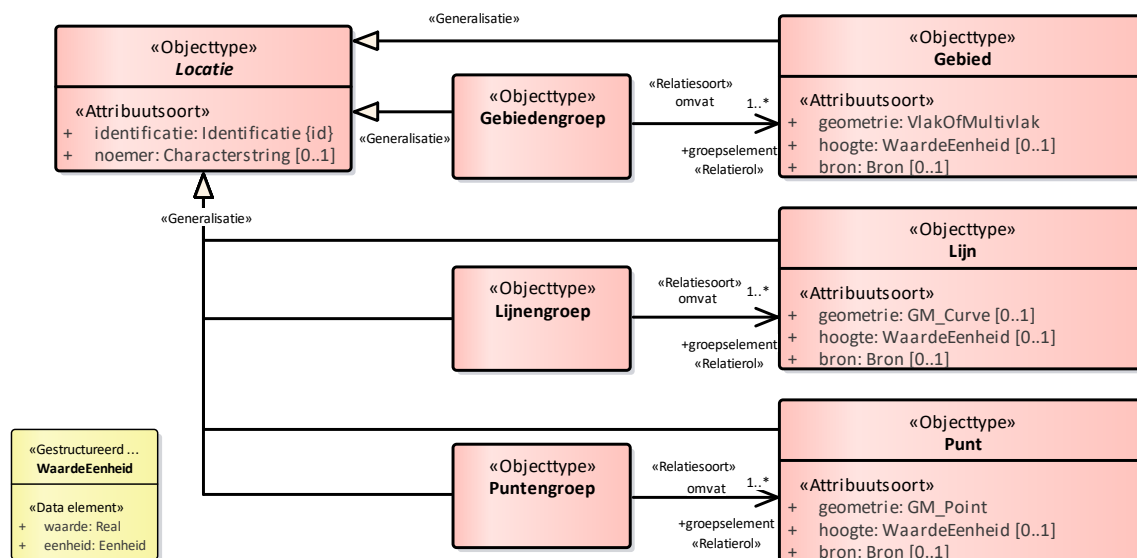 «Generalisatie»
«Objecttype»
Locatie
«Attribuutsoort»
+ identificatie: Identificatie {id}
+ noemer: Characterstring [0..1]
«Generalisatie»
«Generalisatie»
«Objecttype»
Gebiedengroep
«Relatiesoort»
omvat
1..*
+groepselement
«Relatierol»
«Objecttype»
Gebied
«Attribuutsoort»
+ geometrie: VlakOfMultivlak
+ hoogte: WaardeEenheid [0..1]
+ bron: Bron [0..1]
«Objecttype»
Lijnengroep
«Relatiesoort»
omvat
1..*
+groepselement
«Relatierol»
«Objecttype»
Lijn
«Attribuutsoort»
+ geometrie: GM_Curve [0..1]
+ hoogte: WaardeEenheid [0..1]
+ bron: Bron [0..1]
«Objecttype»
Puntengroep
«Relatiesoort»
omvat
1..*
+groepselement
«Relatierol»
«Objecttype»
Punt
«Attribuutsoort»
+ geometrie: GM_Point
+ hoogte: WaardeEenheid [0..1]
+ bron: Bron [0..1]
«Gestructureerd ...
WaardeEenheid
«Data element»
+ waarde: Real
+ eenheid: Eenheid